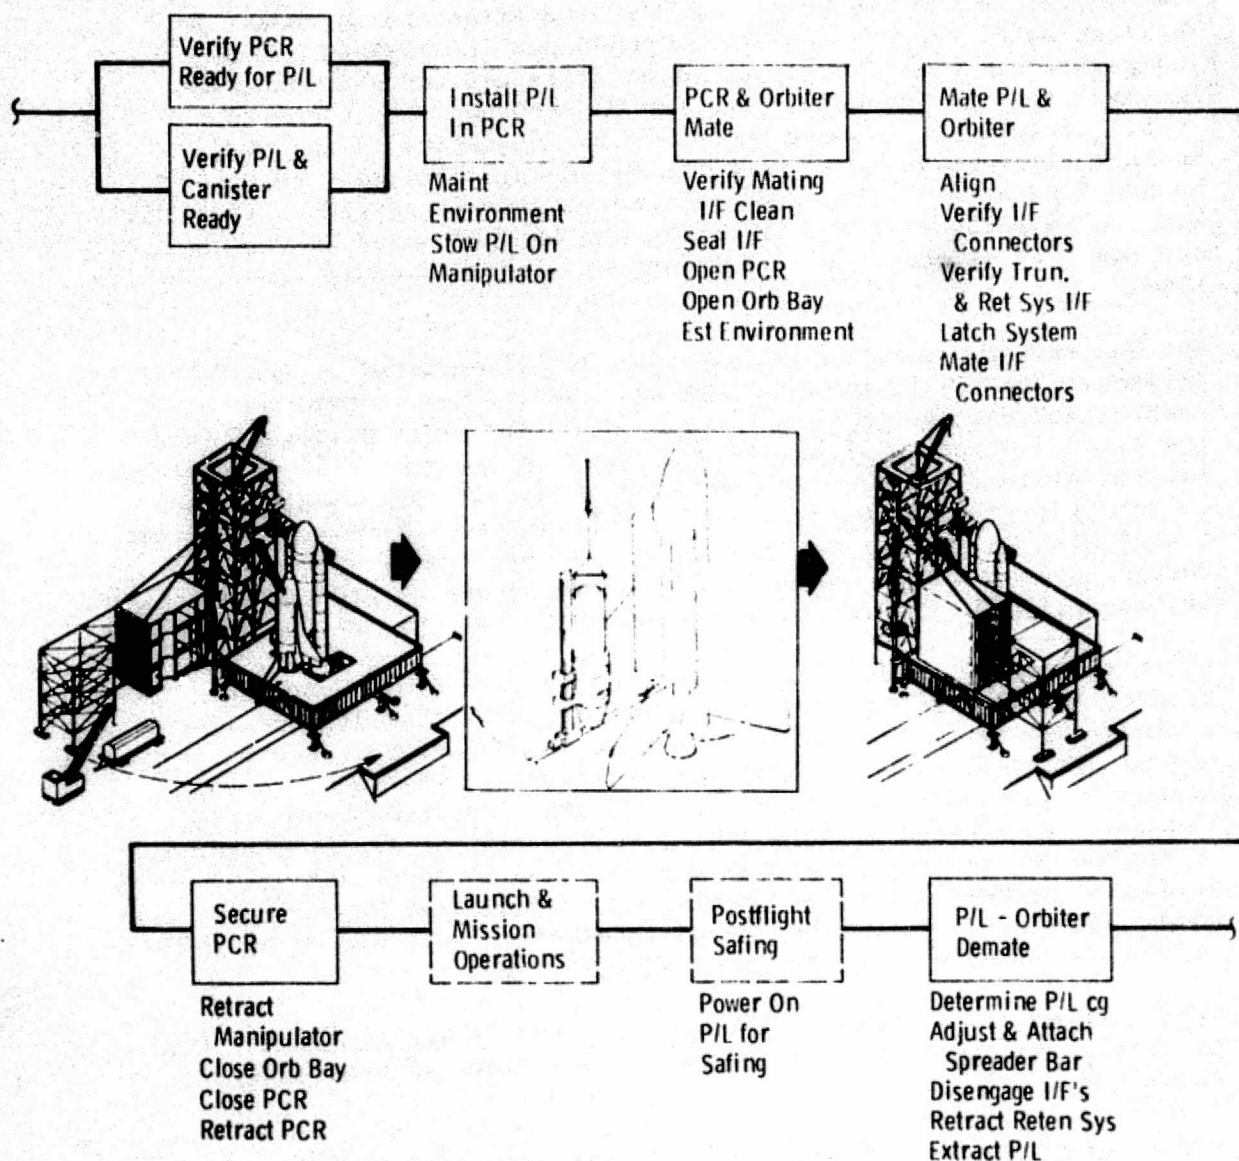 Verify PCR
Ready for P/L
Verify P/L &
Canister
Ready
Install P/L
In PCR
Maint
Environment
Stow P/L On
Manipulator
PCR & Orbiter
Mate
Verify Mating
I/F Clean
Seal I/F
Open PCR
Open Orb Bay
Est Environment
Mate P/L &
Orbiter
Align
Verify I/F
Connectors
Verify Trun.
& Ret Sys I/F
Latch System
Mate I/F
Connectors
Secure
PCR
Retract
Manipulator
Close Orb Bay
Close PCR
Retract PCR
Launch &
Mission
Operations
Postflight
Safing
Power On
P/L for
Safing
P/L - Orbiter
Demate
Determine P/L cg
Adjust & Attach
Spreader Bar
Disengage I/F's
Retract Reten Sys
Extract P/L